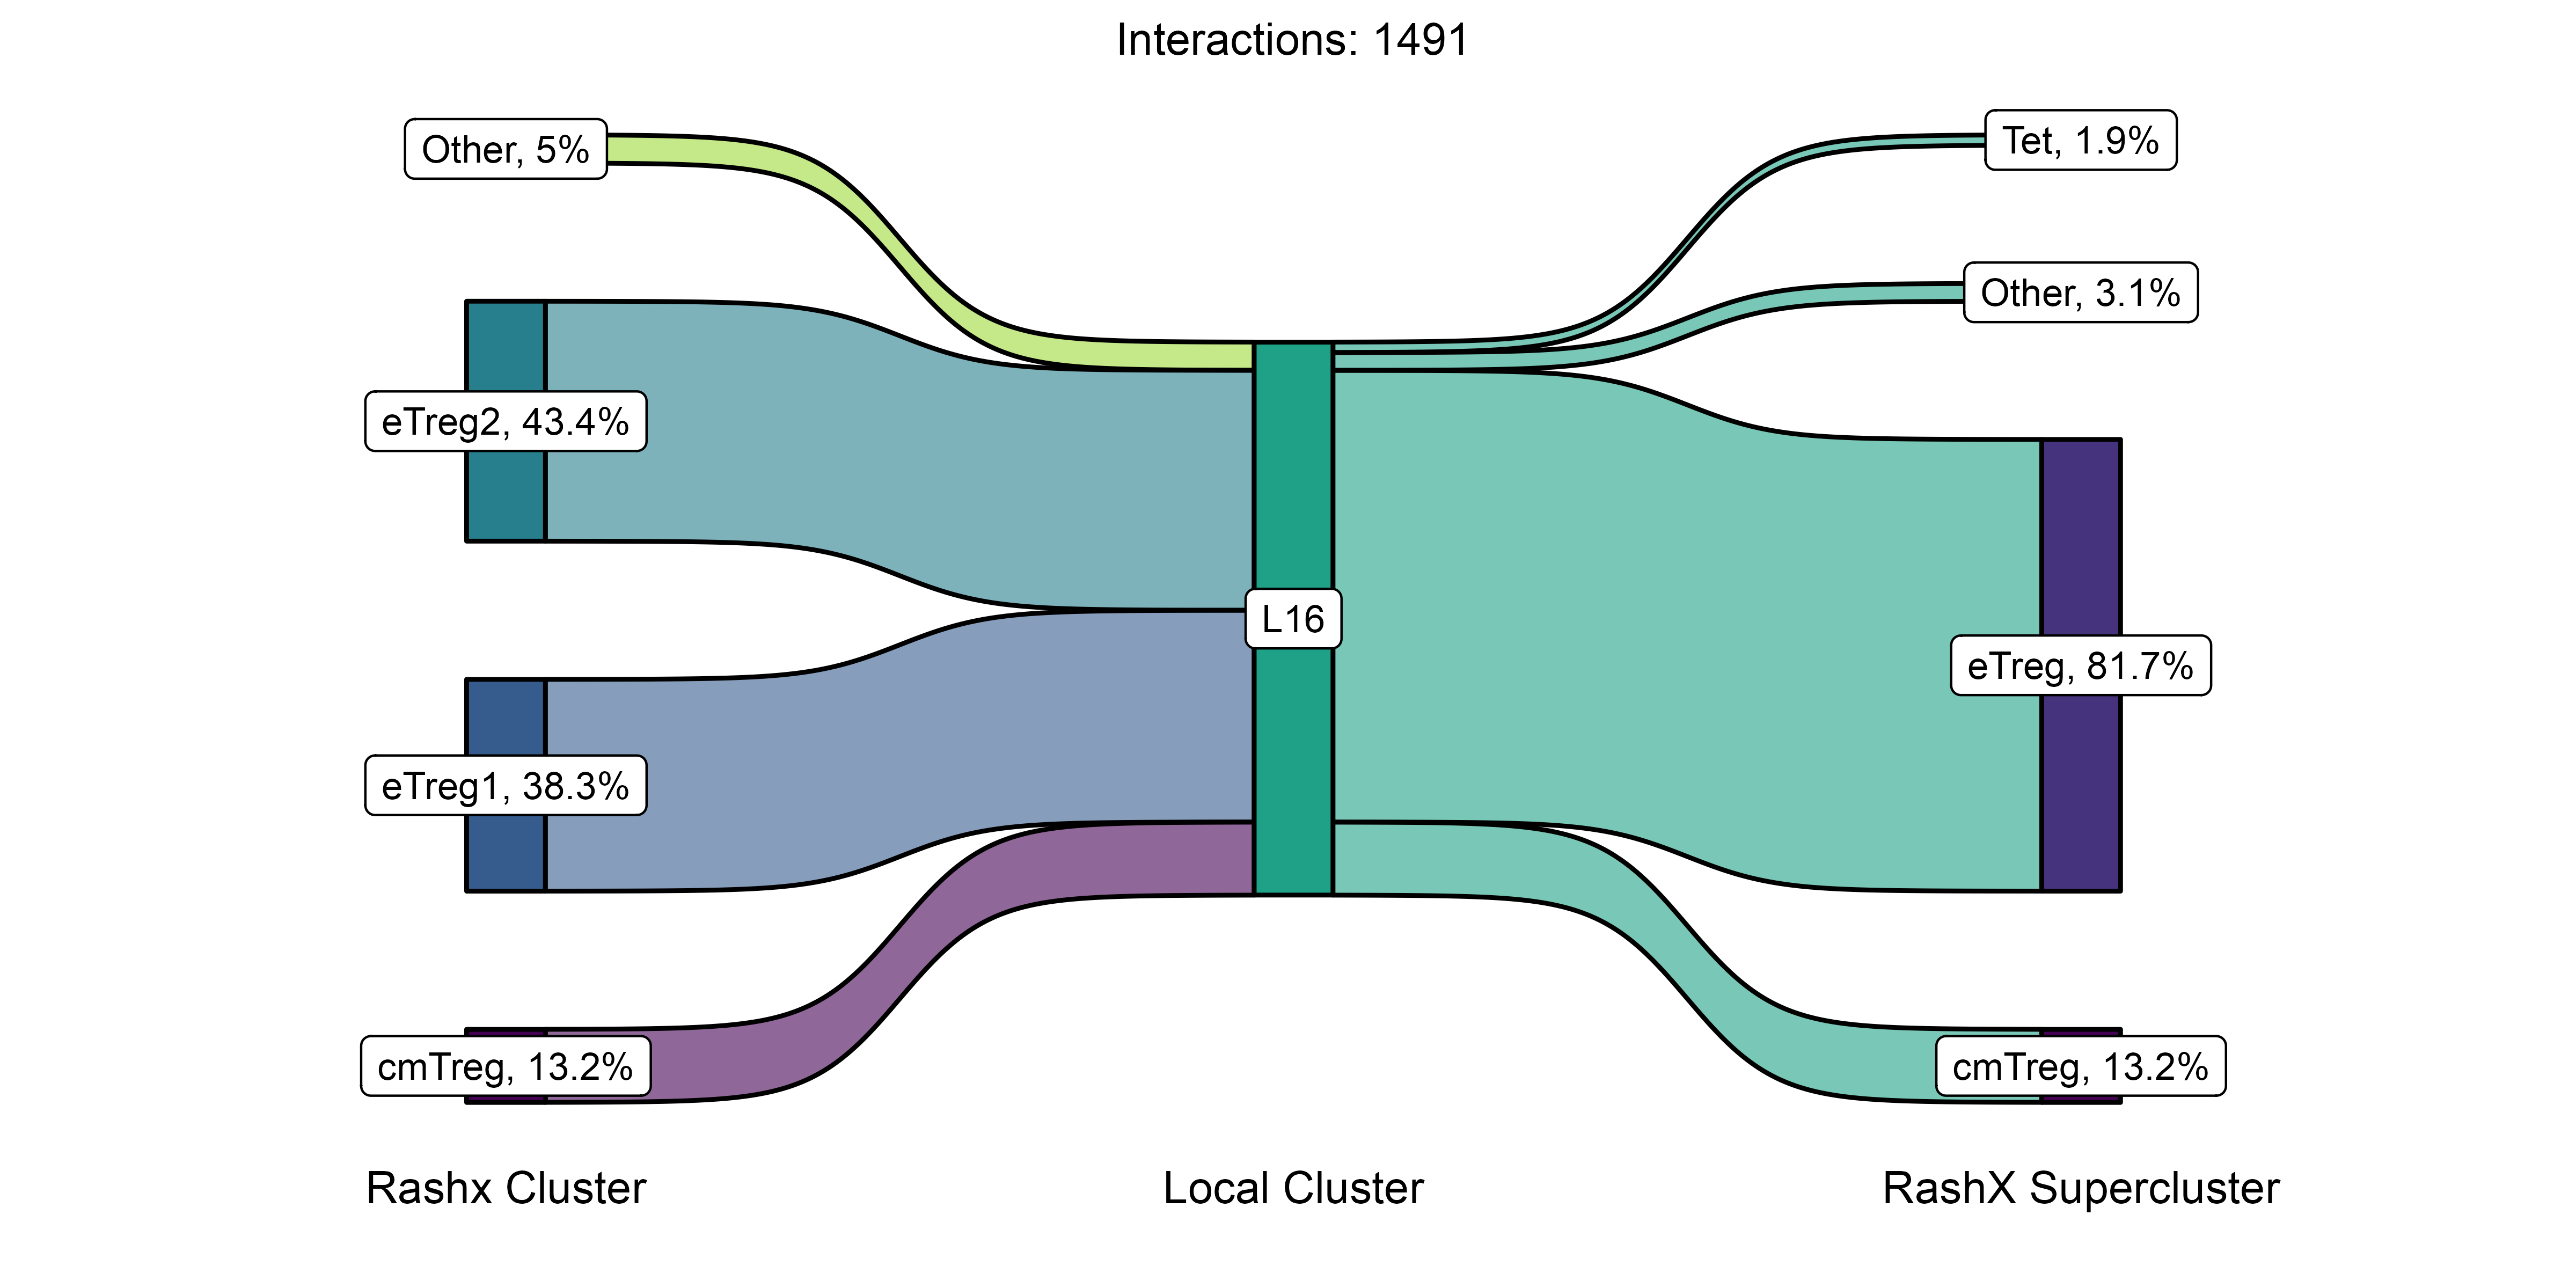 Interactions: 1491
Other, 5%
eTreg2, 43.4%
eTreg1, 38.3%
cmTreg, 13.2%
L16
Tet, 1.9%
Other, 3.1%
eTreg, 81.7%
cmTreg, 13.2%
Rashx Cluster
Local Cluster
RashX Supercluster